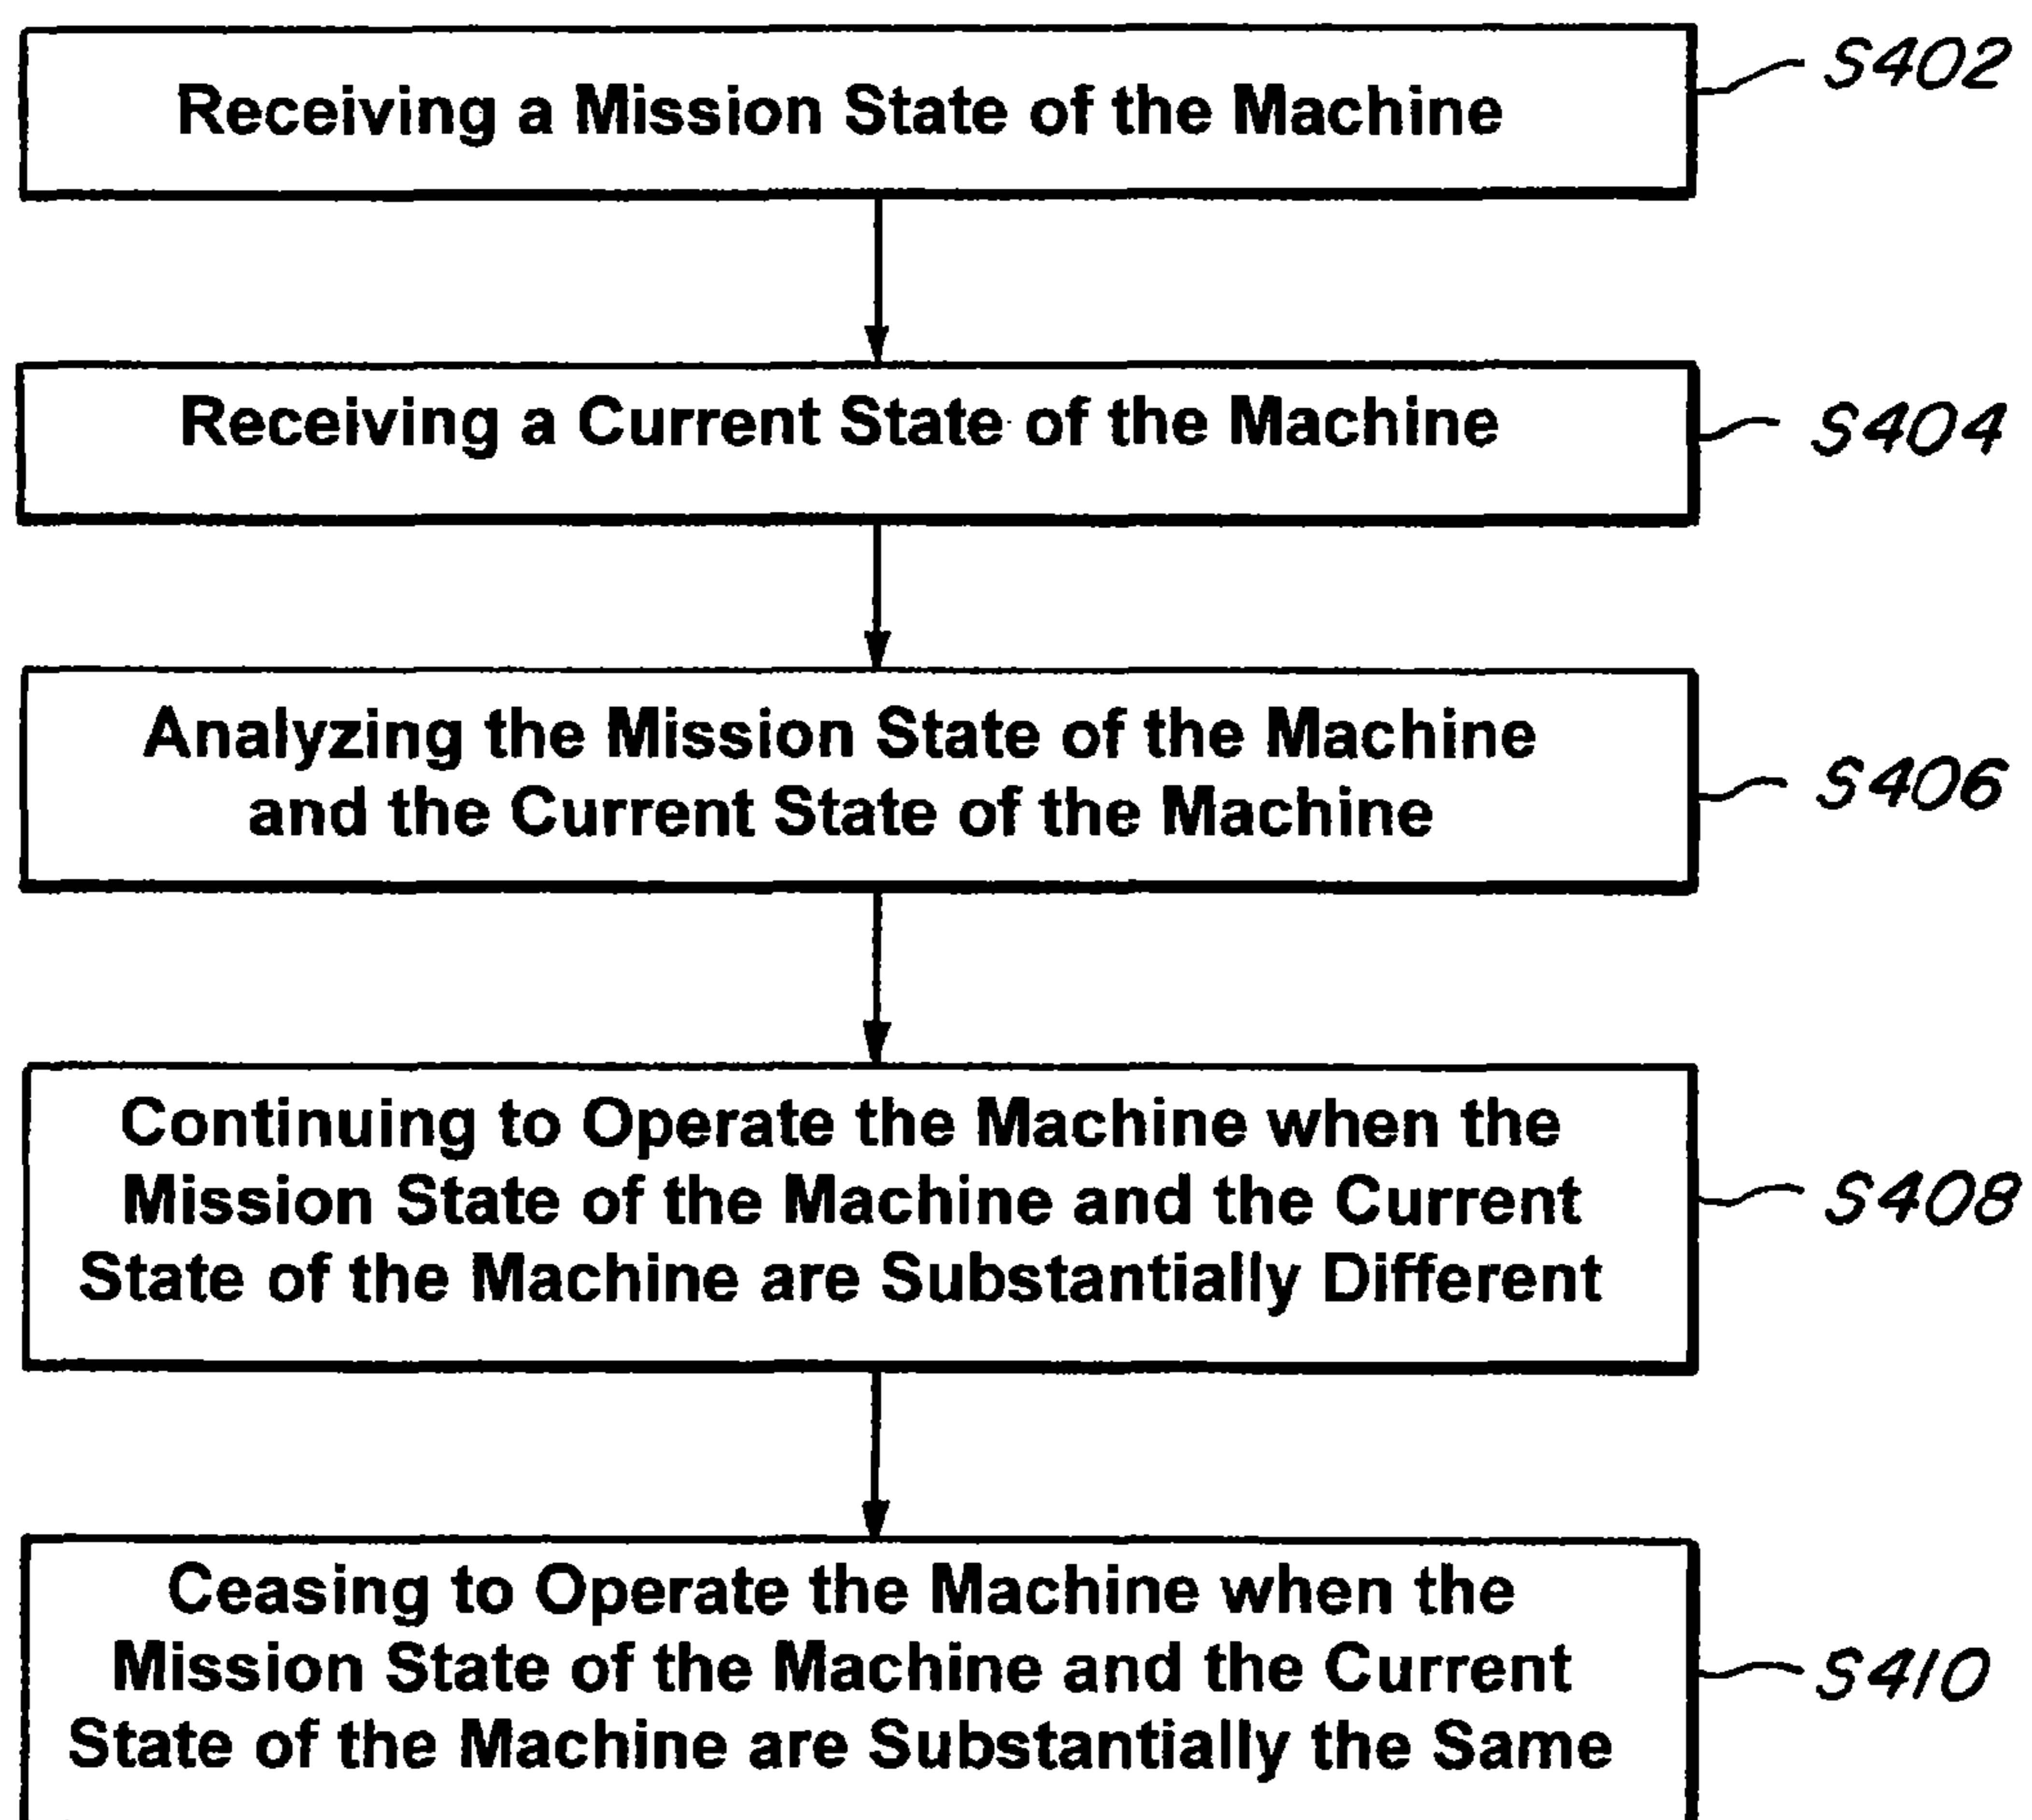 Receiving a Mission State of the Machine
S402
Receiving a Current State of the Machine
S404
Analyzing the Mission State of the Machine
and the Current State of the Machine
S406
Continuing to Operate the Machine when the
Mission State of the Machine and the Current
State of the Machine are Substantially Different
S408
Ceasing to Operate the Machine when the
Mission State of the Machine and the Current
State of the Machine are Substantially the Same
S410